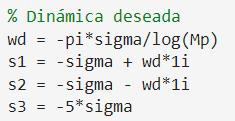 % Dinámica deseada
wd = -pi*sigma/log(Mp)
s1 = -sigma + wd*1i
s2 = -sigma - wd*1i
s3 = -5*sigma